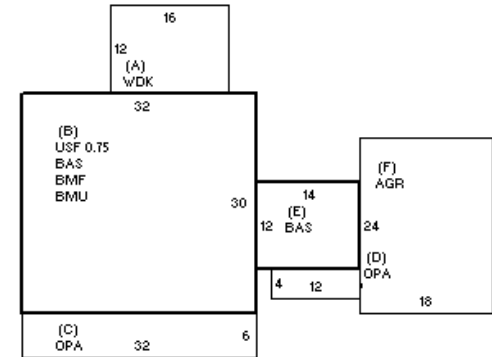 16
12
(A)
WDK
32
(B)
USF 0.75
BAS
BMF
BMU
30
14
(E)
12
BAS
(F)
AGR
24
(D)
OPA
4
12
18
(C)
OPA
32
6